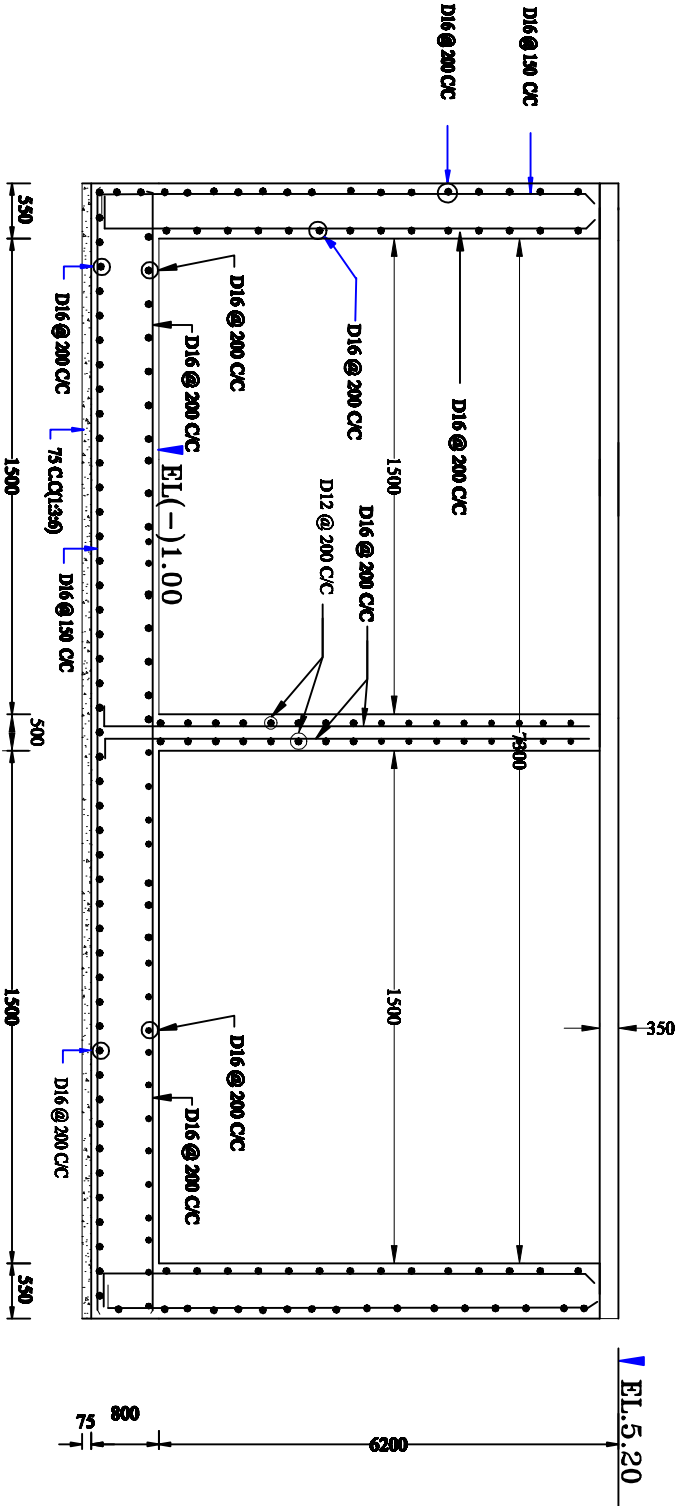 EL.5.20
350
D16 @ 150 C/C
7300
D16 @ 200 C/C
D16 @ 200 C/C
1500
1500
6200
D16 @ 200 C/C
D16 @ 200 C/C
D12 @ 200 C/C
D16 @ 200 C/C
D16 @ 200 C/C
D16 @ 200 C/C
D16 @ 200 C/C
EL(-)1.00
800
75
D16 @ 200 C/C
75 C.C(1:3:6)
D16 @ 150 C/C
D16 @ 200 C/C
550
1500
500
1500
550